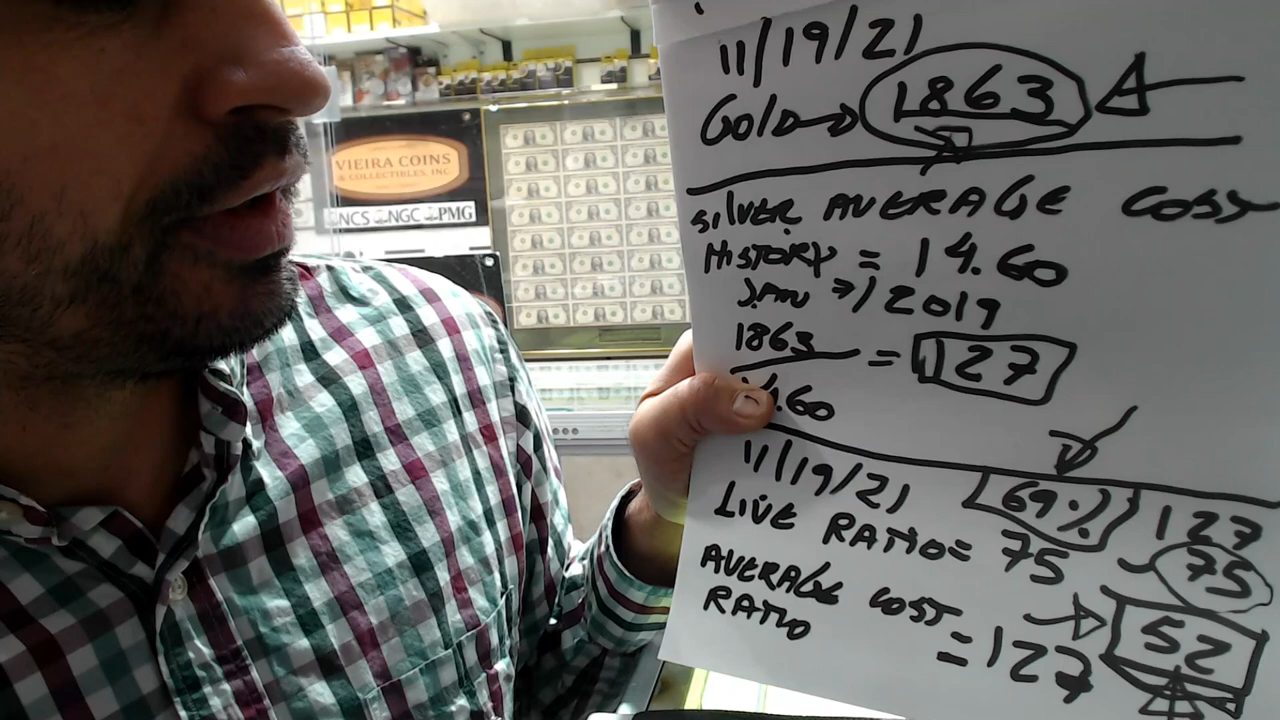 VIEIRA COINS
& COLLECTIBLES, INC.
NCS NGC PMG
11/19/21
Gold → 1863
SILVER AVERAGE COST
HISTORY = 14.60
JAN → 2019
1863 = 127
14.60
11/19/21 69%
LIVE RATIO = 75
127
- 75
52
AVERAGE COST
RATIO = 127